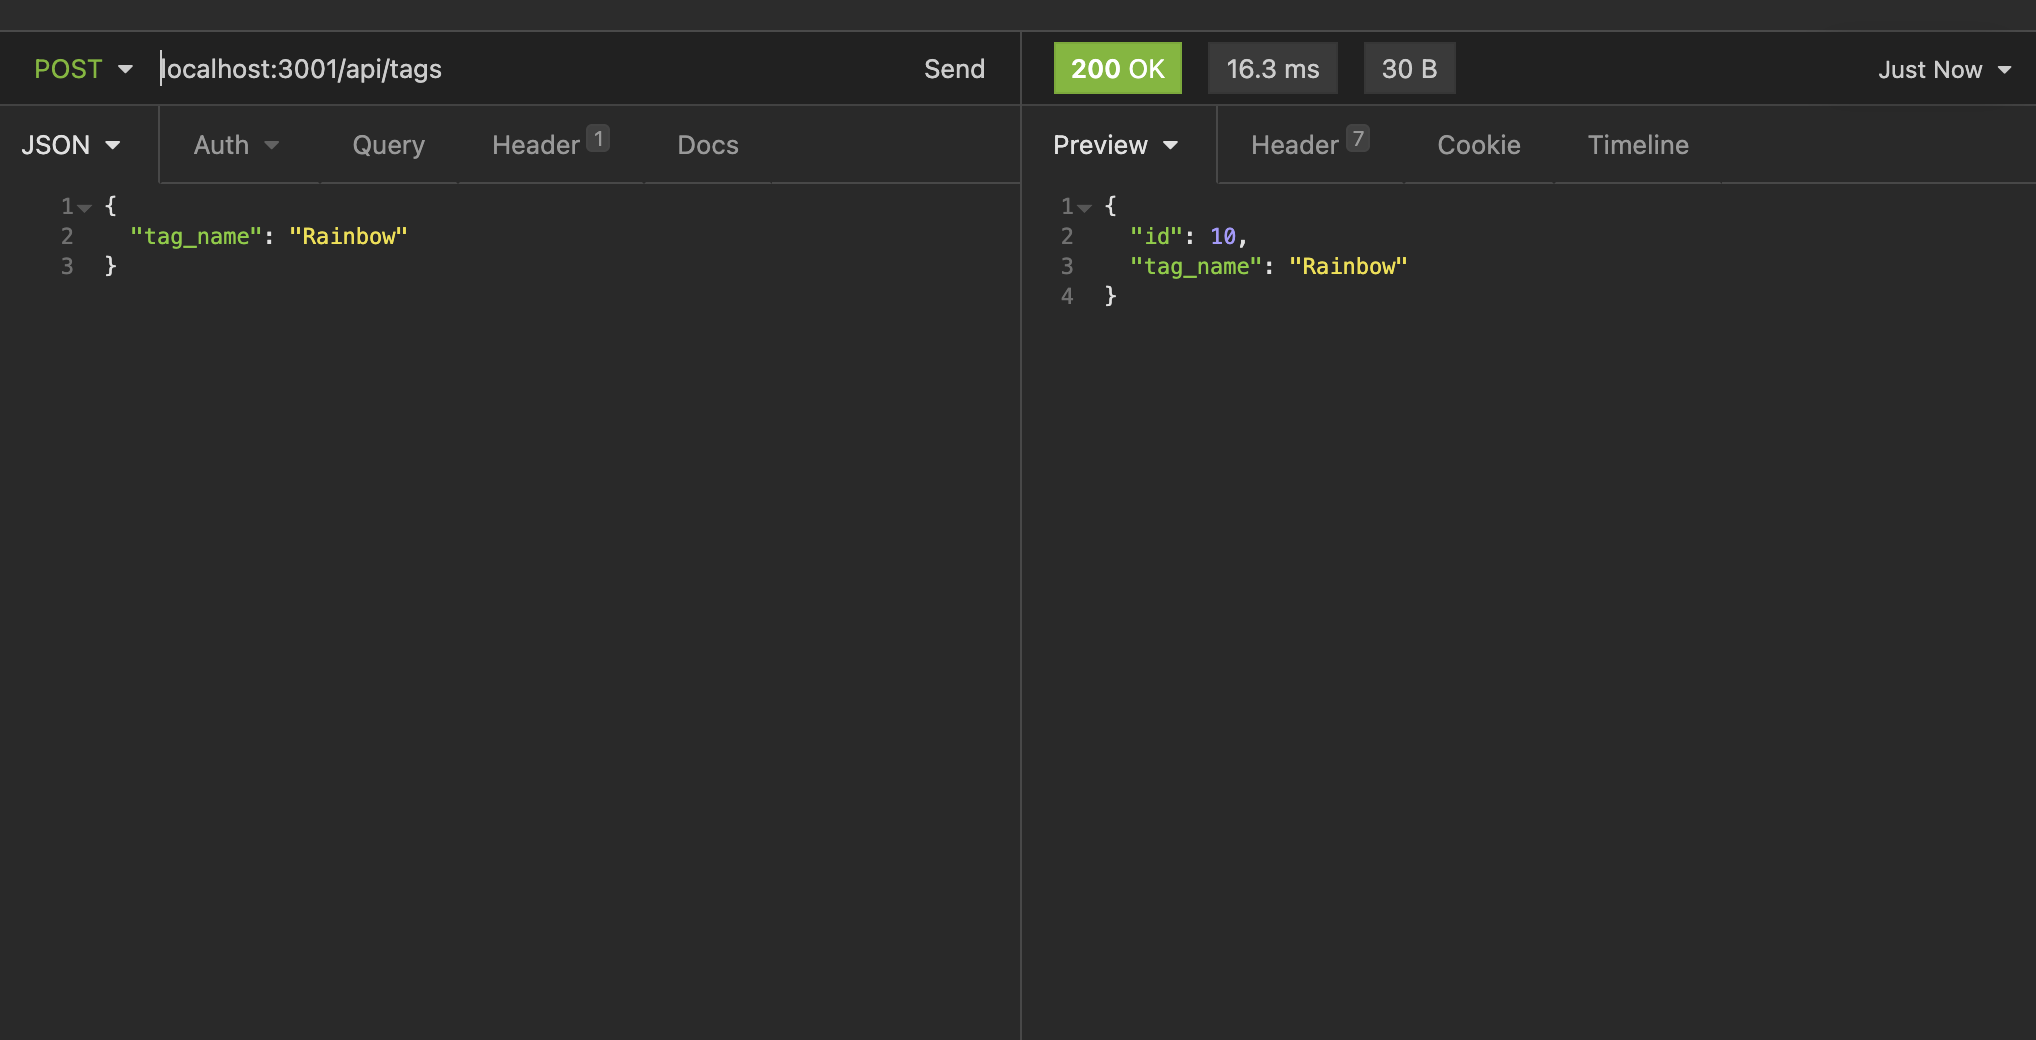 POST localhost:3001/api/tags Send
JSON Auth Query Header 1 Docs
1 {
2 "tag_name": "Rainbow"
3 }
200 OK 16.3 ms 30 B Just Now
Preview Header 7 Cookie Timeline
1 {
2 "id": 10,
3 "tag_name": "Rainbow"
4 }